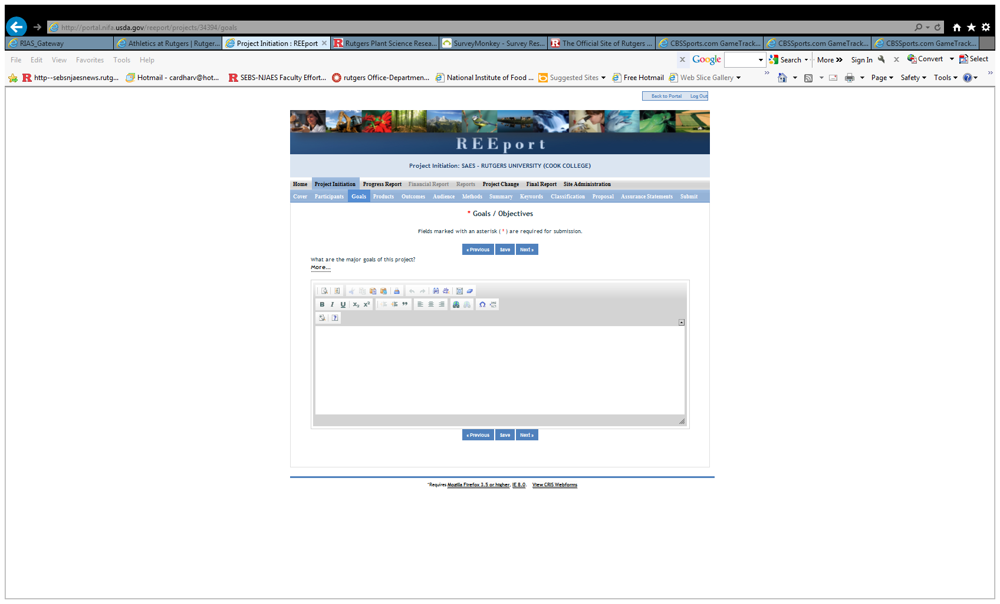 http://portal.nifa.usda.gov/reeport/projects/34394/goals
RIAS_Gateway Athletics at Rutgers | Rutger... Project Initiation : REEport Rutgers Plant Science Resea... SurveyMonkey - Survey Res... The Official Site of Rutgers ... CBSSports.com GameTrack... CBSSports.com GameTrack... CBSSports.com GameTrack...
File Edit View Favorites Tools Help x Google Search More » Sign In x Convert Select
http--sebsnjaesnews.rutg... Hotmail - cardharv@hot... SEBS-NJAES Faculty Effort... rutgers Office-Departmen... National Institute of Food ... Suggested Sites Free Hotmail Web Slice Gallery » Page Safety Tools »
Back to Portal Log Out
REEport
Project Initiation: SAES - RUTGERS UNIVERSITY (COOK COLLEGE)
Home Project Initiation Progress Report Financial Report Reports Project Change Final Report Site Administration
Cover Participants Goals Products Outcomes Audience Methods Summary Keywords Classification Proposal Assurance Statements Submit
* Goals / Objectives
Fields marked with an asterisk ( * ) are required for submission.
« Previous Save Next »
What are the major goals of this project?
More...
B I U x₂ x² Ω
« Previous Save Next »
*Requires Mozilla Firefox 3.5 or higher, IE 8.0. View CRIS Webforms